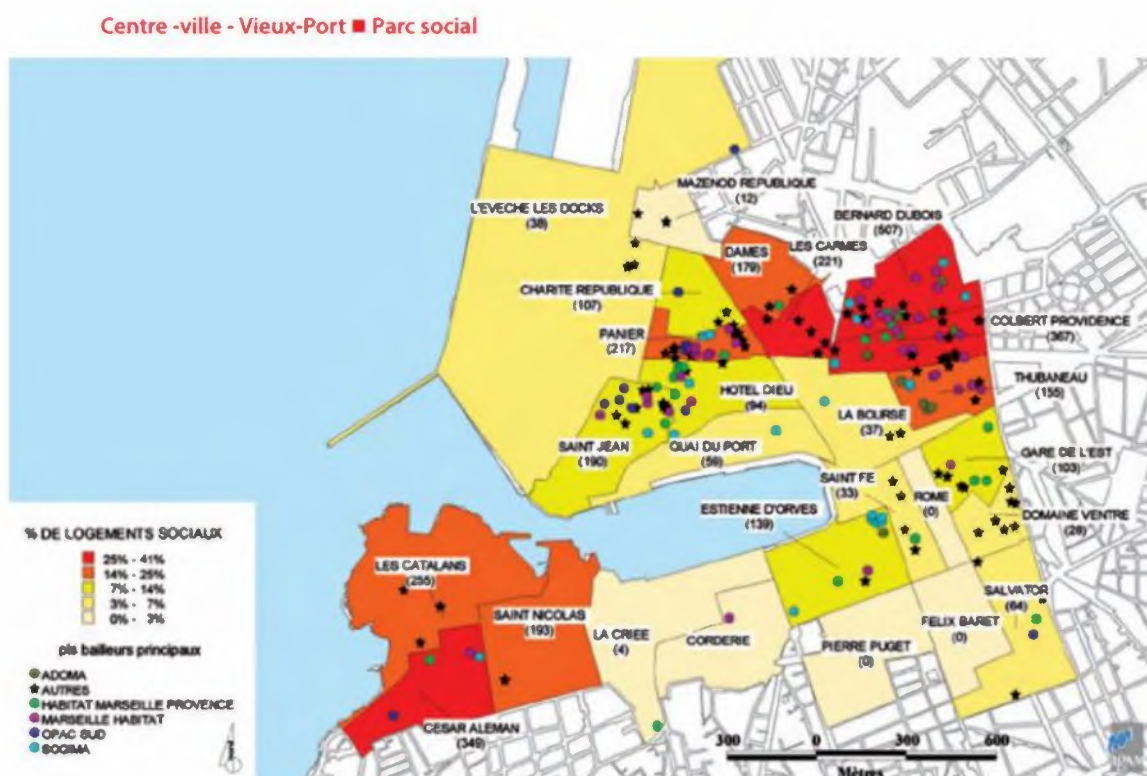 Centre -ville - Vieux-Port ■ Parc social
MAZENOD REPUBLIQUE
(12)
L'EVECHE LES DOCKS
(38)
BERNARD DUBOIS
(507)
LES CARMES
(221)
DAMES
(179)
CHARITE REPUBLIQUE
(107)
COLBERT PROVIDENCE
(367)
PANIER
(217)
THUBANEAU
(155)
HOTEL DIEU
(94)
LA BOURSE
(37)
SAINT JEAN
(190)
QUAI DU PORT
(59)
GARE DE L'EST
(103)
SAINT FE
(33)
ROME
(0)
ESTIENNE D'ORVES
(139)
DOMAINE VENTRE
(28)
% DE LOGEMENTS SOCIAUX
25% - 41%
14% - 25%
7% - 14%
3% - 7%
0% - 3%
LES CATALANS
(255)
SALVATOR
(64)
SAINT NICOLAS
(193)
FELIX BARET
(0)
LA CRIEE
(4)
CORDERIE
PIERRE PUGET
(0)
pls bailleurs principaux
ADOMA
AUTRES
HABITAT MARSEILLE PROVENCE
MARSEILLE HABITAT
OPAC SUD
SOGIMA
CESAR ALEMAN
(349)
300 0 300 600
Mètres